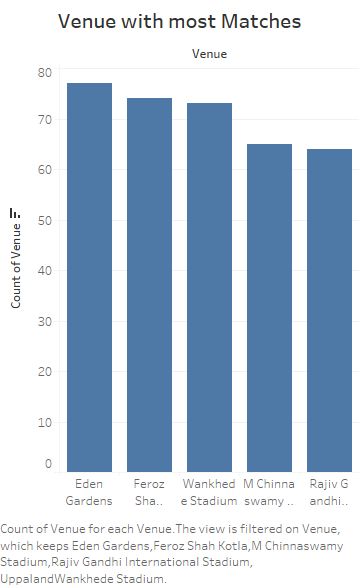 Venue with most Matches
Venue
80
70
60
50
40
30
20
10
0
Count of Venue
Eden
Gardens
Feroz
Sha..
Wankhed
e Stadium
M Chinna
swamy ..
Rajiv G
andhi..
Count of Venue for each Venue.The view is filtered on Venue,
which keeps Eden Gardens,Feroz Shah Kotla,M Chinnaswamy
Stadium,Rajiv Gandhi International Stadium,
UppalandWankhede Stadium.